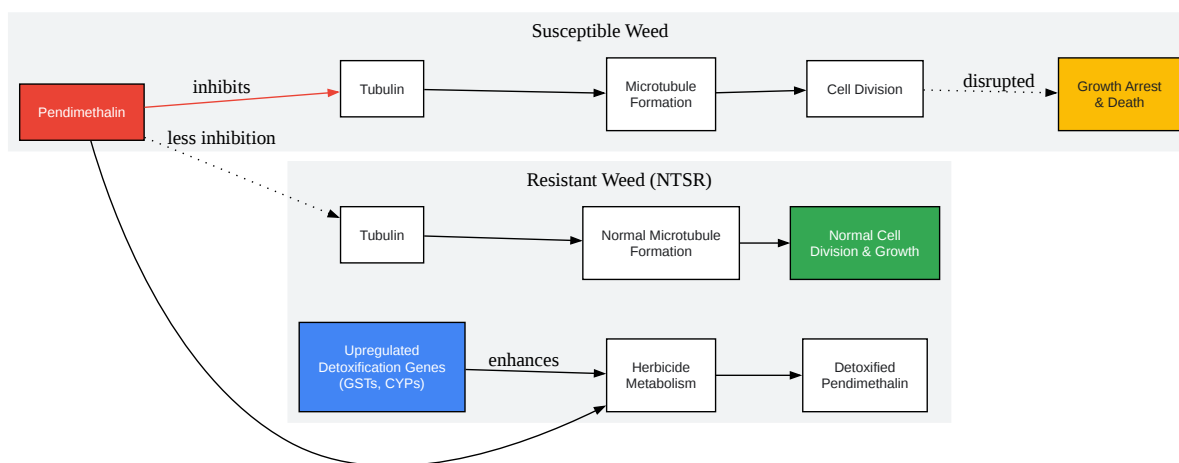 Susceptible Weed
Pendimethalin
inhibits
Tubulin
Microtubule
Formation
Cell Division
disrupted
Growth Arrest
& Death
less inhibition
Resistant Weed (NTSR)
Tubulin
Normal Microtubule
Formation
Normal Cell
Division & Growth
Upregulated
Detoxification Genes
(GSTs, CYPs)
enhances
Herbicide
Metabolism
Detoxified
Pendimethalin